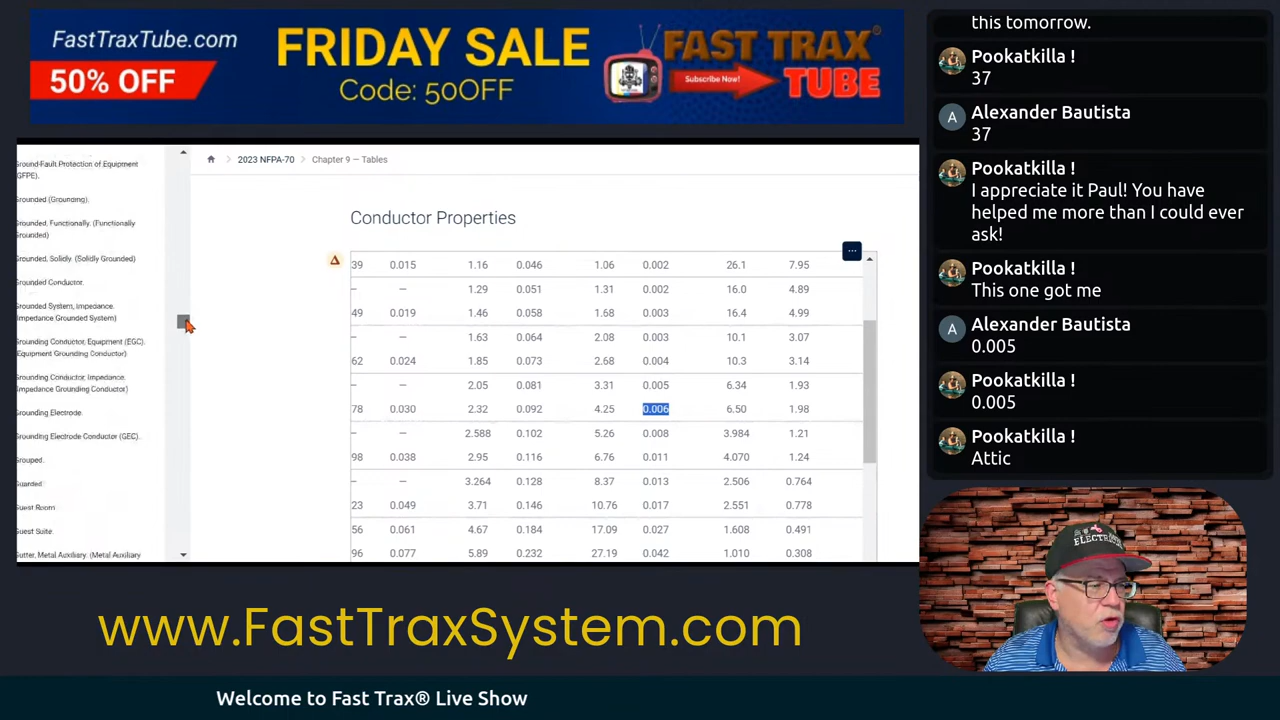 FastTraxTube.com
50% OFF
FRIDAY SALE
Code: 50OFF
FAST TRAX®
Subscribe Now!
TUBE
this tomorrow.
Pookatkilla !
37
A
Alexander Bautista
37
Pookatkilla !
I appreciate it Paul! You have
helped me more than I could ever
ask!
Pookatkilla !
This one got me
A
Alexander Bautista
0.005
Pookatkilla !
0.005
Pookatkilla !
Attic
2023 NFPA-70
Chapter 9 — Tables
Ground-Fault Protection of Equipment
(GFPE).
Grounded (Grounding).
Grounded, Functionally. (Functionally
Grounded)
Grounded, Solidly. (Solidly Grounded)
Grounded Conductor.
Grounded System, Impedance.
(Impedance Grounded System)
Grounding Conductor, Equipment (EGC).
(Equipment Grounding Conductor)
Grounding Conductor, Impedance.
(Impedance Grounding Conductor)
Grounding Electrode.
Grounding Electrode Conductor (GEC).
Grouped.
Guarded.
Guest Room.
Guest Suite.
Gutter, Metal Auxiliary. (Metal Auxiliary
Conductor Properties
39 0.015 1.16 0.046 1.06 0.002 26.1 7.95
— — 1.29 0.051 1.31 0.002 16.0 4.89
49 0.019 1.46 0.058 1.68 0.003 16.4 4.99
— — 1.63 0.064 2.08 0.003 10.1 3.07
62 0.024 1.85 0.073 2.68 0.004 10.3 3.14
— — 2.05 0.081 3.31 0.005 6.34 1.93
78 0.030 2.32 0.092 4.25 0.006 6.50 1.98
— — 2.588 0.102 5.26 0.008 3.984 1.21
98 0.038 2.95 0.116 6.76 0.011 4.070 1.24
— — 3.264 0.128 8.37 0.013 2.506 0.764
23 0.049 3.71 0.146 10.76 0.017 2.551 0.778
56 0.061 4.67 0.184 17.09 0.027 1.608 0.491
96 0.077 5.89 0.232 27.19 0.042 1.010 0.308
www.FastTraxSystem.com
Welcome to Fast Trax® Live Show